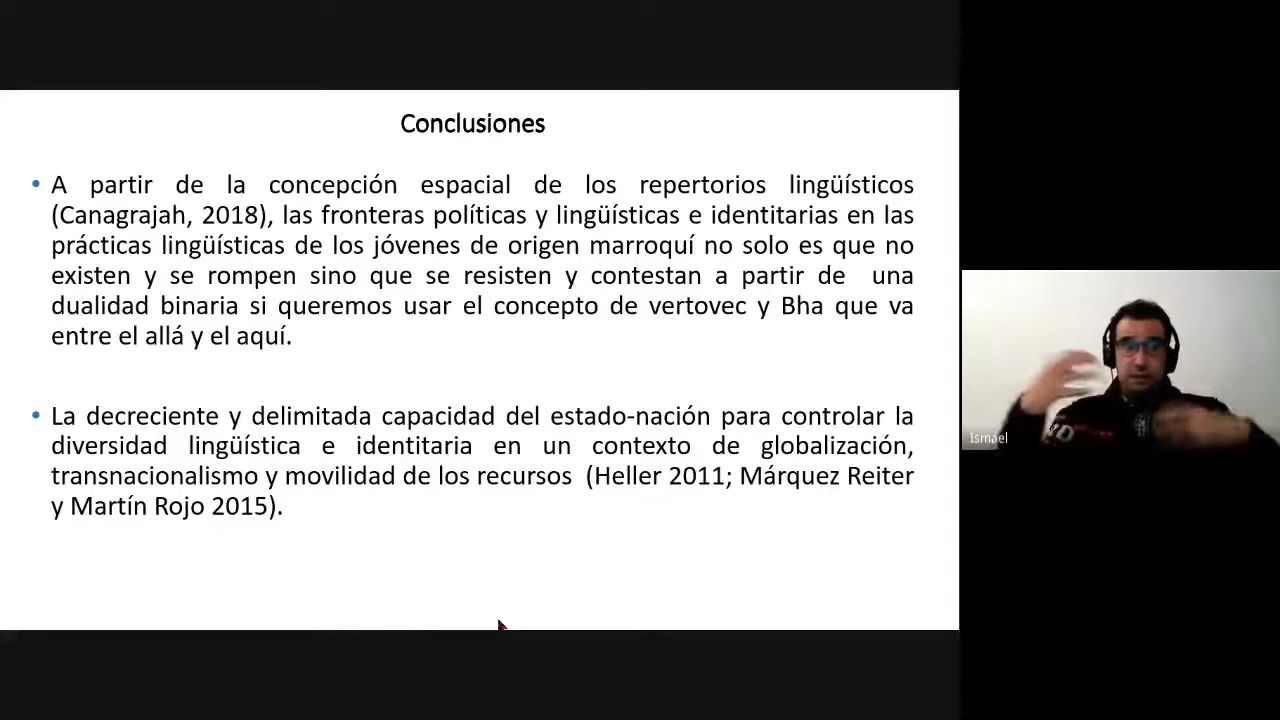 Conclusiones
• A partir de la concepción espacial de los repertorios lingüísticos
(Canagrajah, 2018), las fronteras políticas y lingüísticas e identitarias en las
prácticas lingüísticas de los jóvenes de origen marroquí no solo es que no
existen y se rompen sino que se resisten y contestan a partir de una
dualidad binaria si queremos usar el concepto de vertovec y Bha que va
entre el allá y el aquí.
• La decreciente y delimitada capacidad del estado-nación para controlar la
diversidad lingüística e identitaria en un contexto de globalización,
transnacionalismo y movilidad de los recursos (Heller 2011; Márquez Reiter
y Martín Rojo 2015).
Ismael